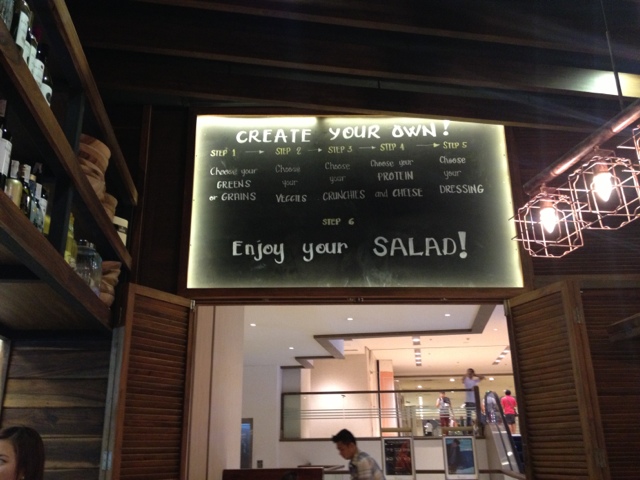 CREATE YOUR OWN!
STEP 1 → STEP 2 → STEP 3 → STEP 4 → STEP 5
Choose your GREENS or GRAINS
Choose your VEGGIES
Choose your CRUNCHIES
Choose your PROTEIN and CHEESE
Choose your DRESSING
STEP 6
Enjoy your SALAD!